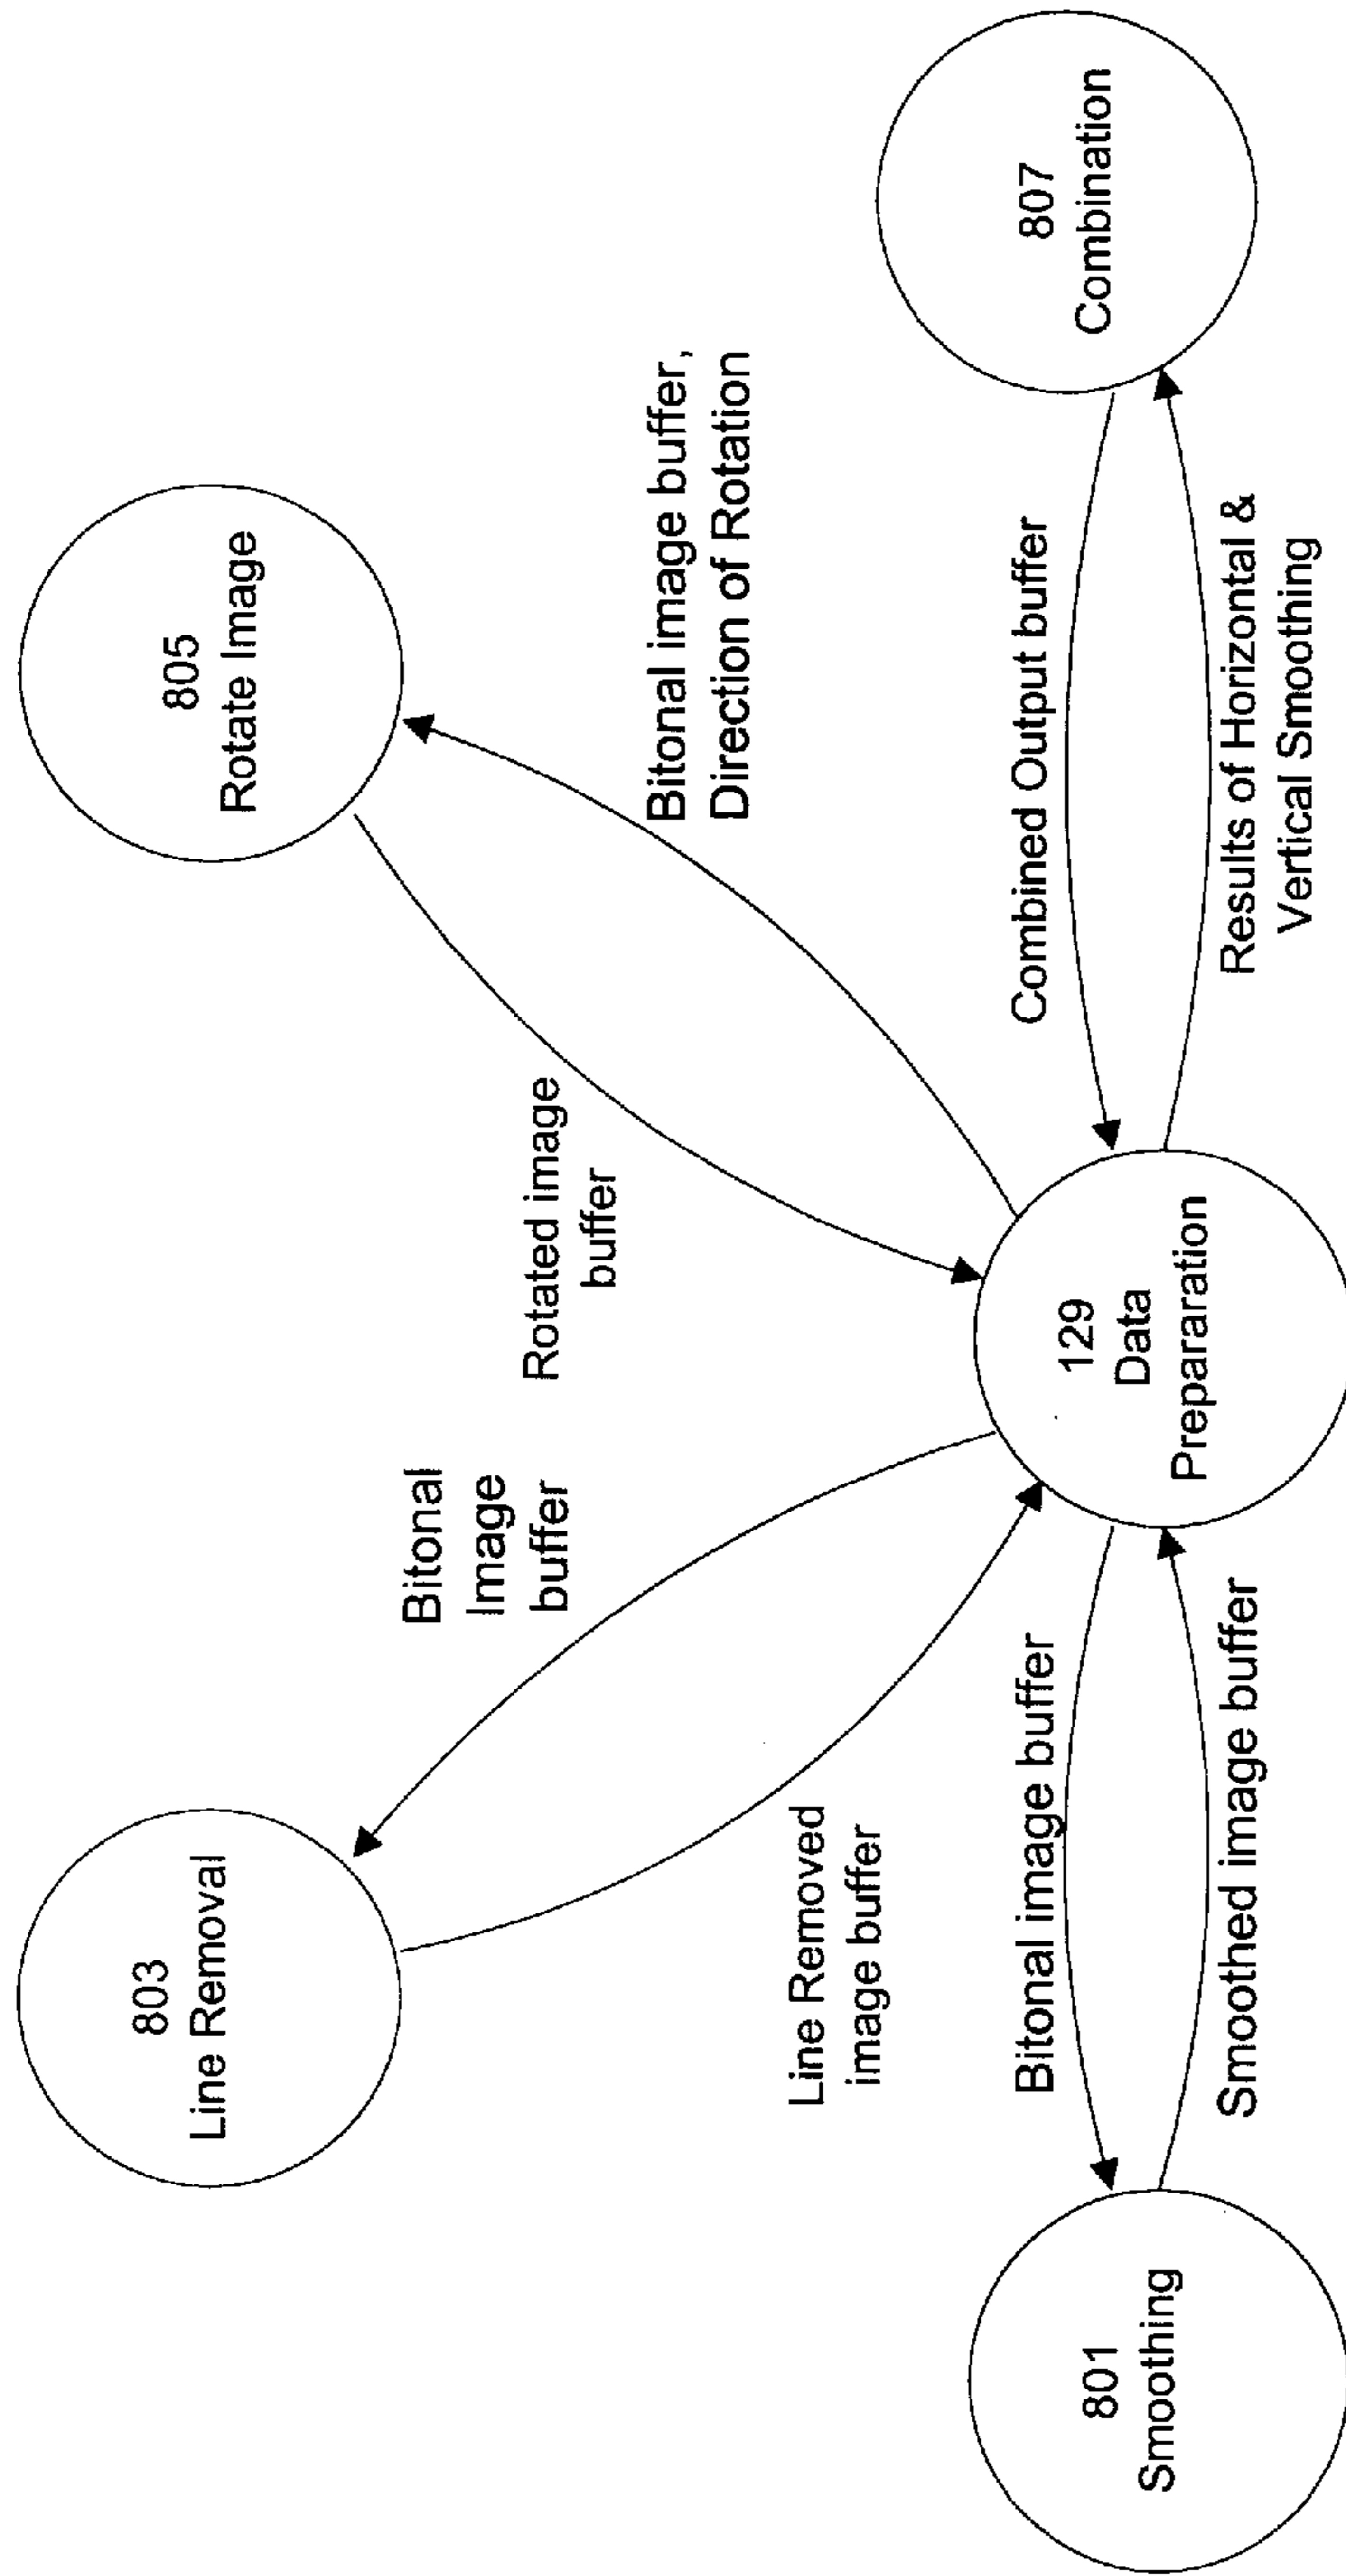 803
Line Removal
805
Rotate Image
Bitonal
Image
buffer
Rotated image
buffer
Bitonal image buffer,
Direction of Rotation
Line Removed
image buffer
801
Smoothing
Bitonal image buffer
Smoothed image buffer
129
Data
Prepararation
Combined Output buffer
Results of Horizontal &
Vertical Smoothing
807
Combination